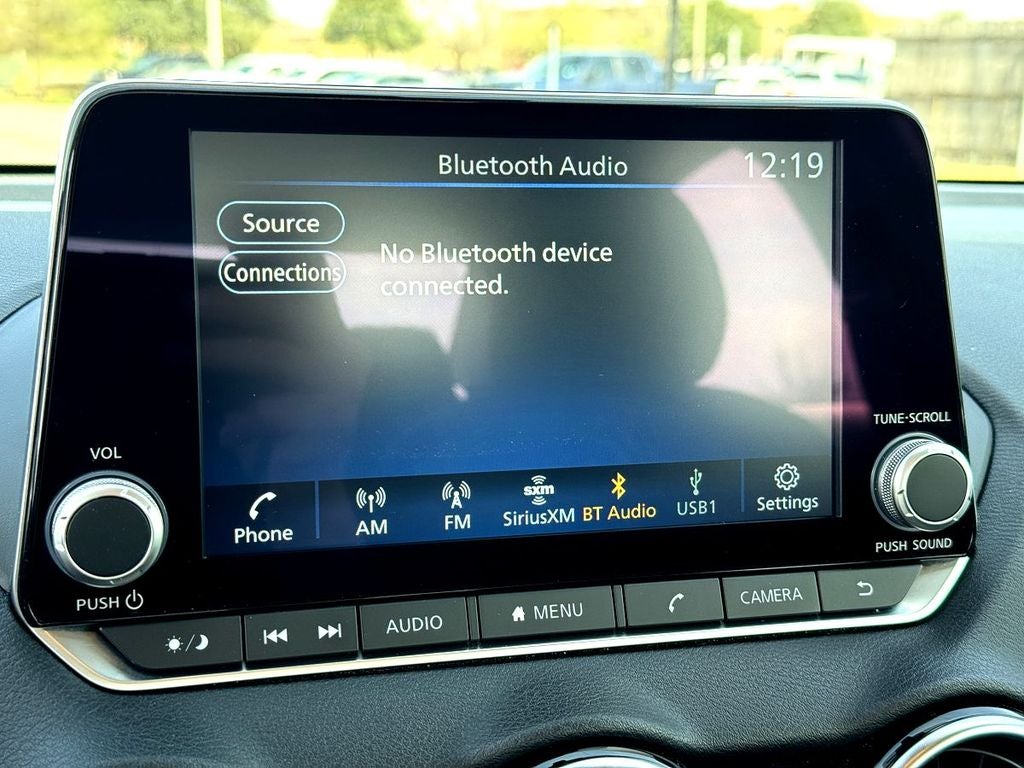 Bluetooth Audio
12:19
Source
Connections
No Bluetooth device
connected.
Phone
AM
FM
sxm
SiriusXM
BT Audio
USB1
Settings
VOL
PUSH
TUNE·SCROLL
PUSH SOUND
AUDIO
MENU
CAMERA